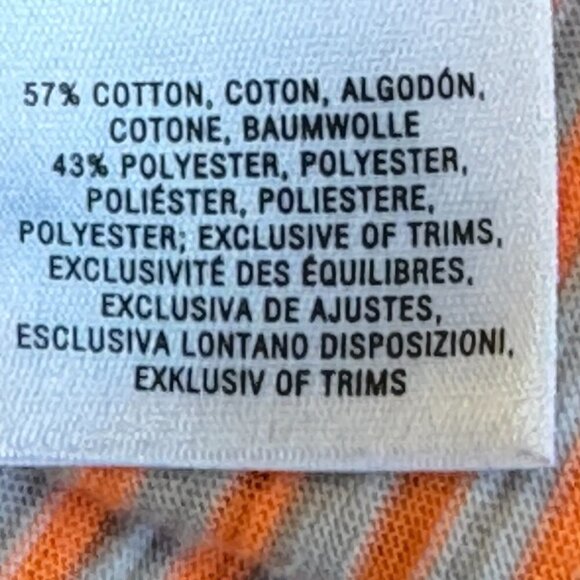 57% COTTON, COTON, ALGODÓN,
COTONE, BAUMWOLLE
43% POLYESTER, POLYESTER,
POLIÉSTER, POLIESTERE,
POLYESTER; EXCLUSIVE OF TRIMS,
EXCLUSIVITÉ DES ÉQUILIBRES,
EXCLUSIVA DE AJUSTES,
ESCLUSIVA LONTANO DISPOSIZIONI,
EXKLUSIV OF TRIMS